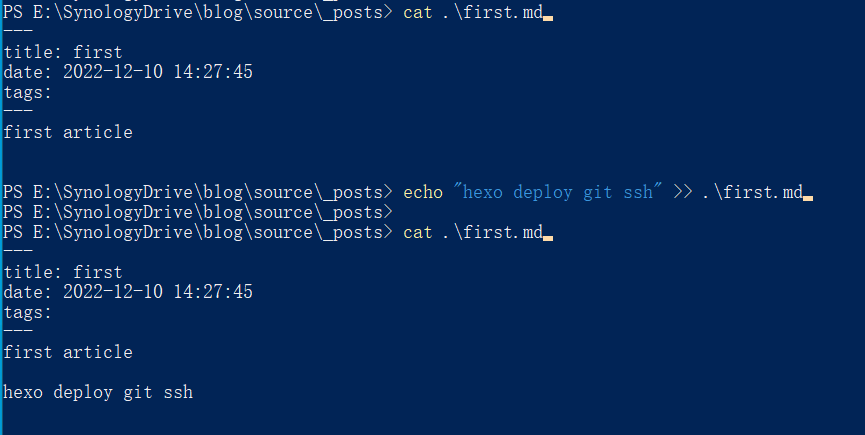 PS E:\SynologyDrive\blog\source\_posts> cat .\first.md
---
title: first
date: 2022-12-10 14:27:45
tags:
---
first article
PS E:\SynologyDrive\blog\source\_posts> echo "hexo deploy git ssh" >> .\first.md
PS E:\SynologyDrive\blog\source\_posts>
PS E:\SynologyDrive\blog\source\_posts> cat .\first.md
---
title: first
date: 2022-12-10 14:27:45
tags:
---
first article
hexo deploy git ssh